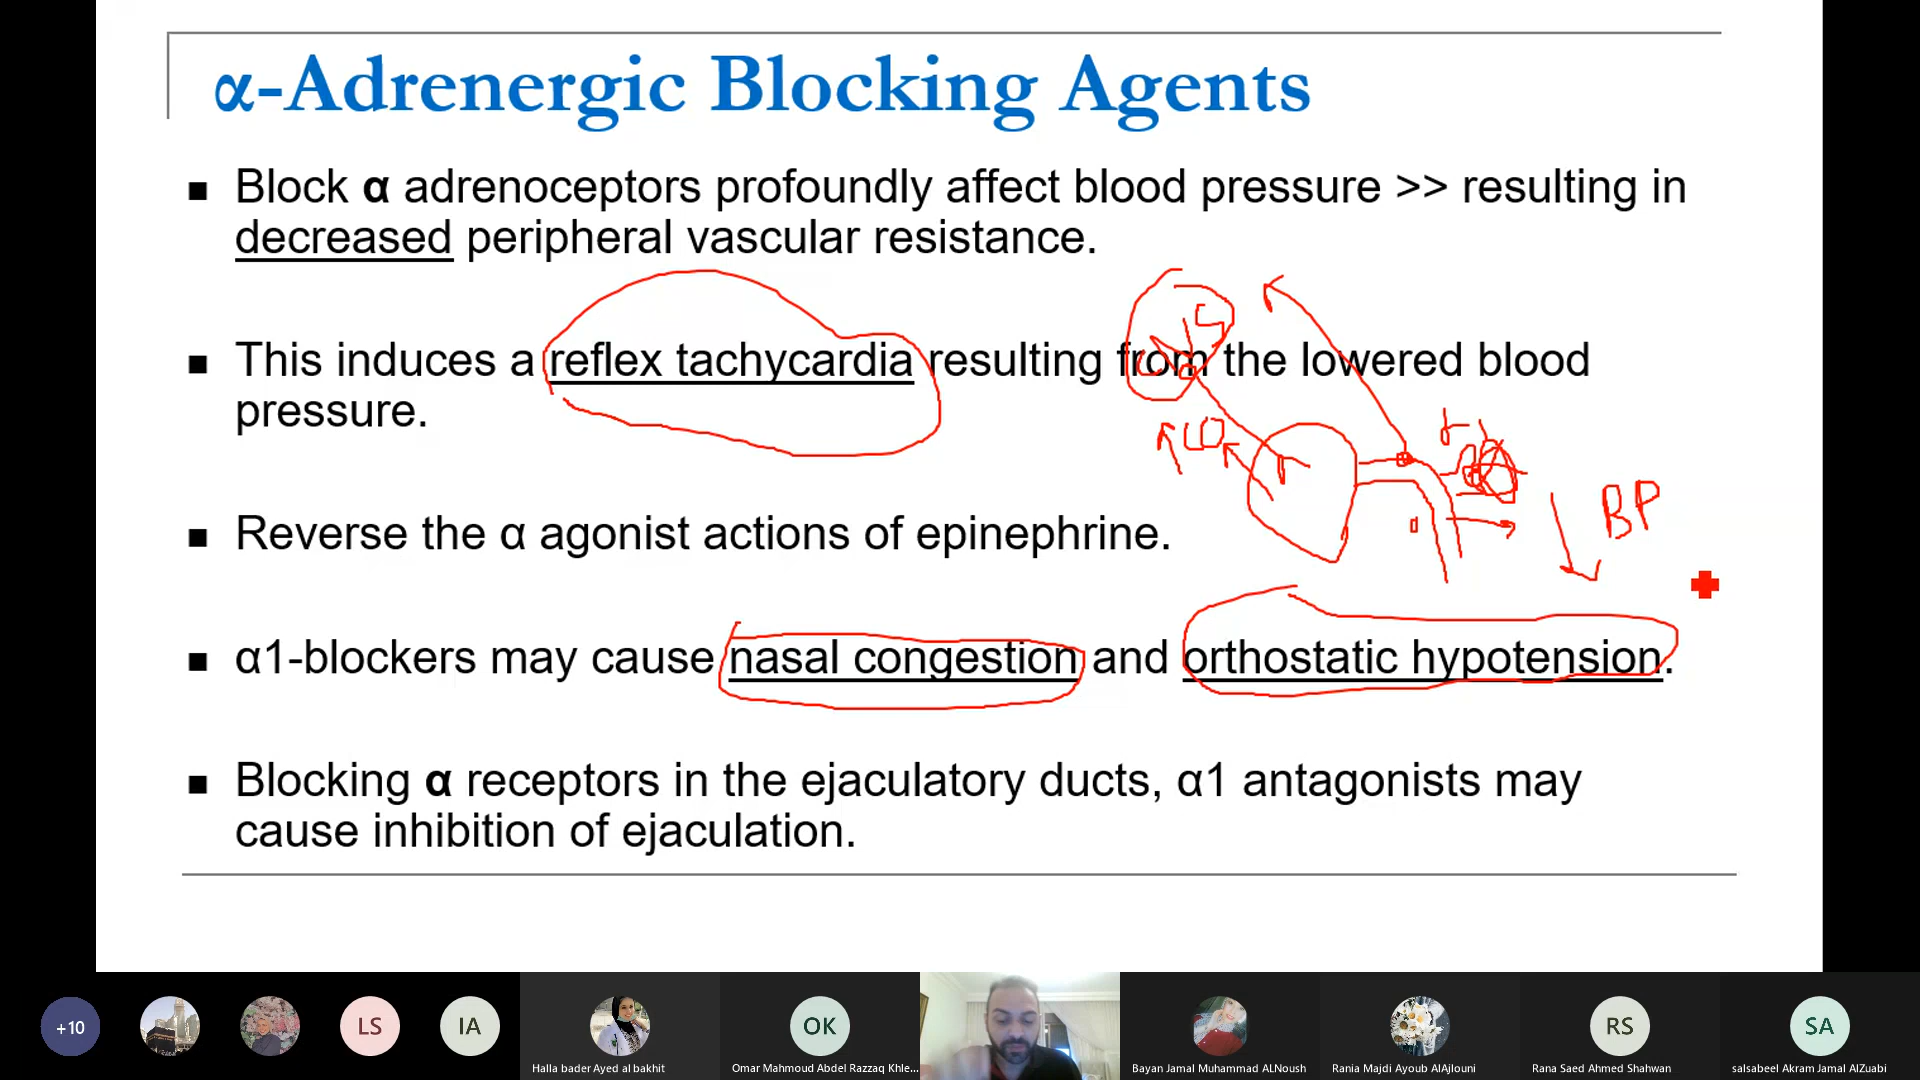 α-Adrenergic Blocking Agents
■ Block α adrenoceptors profoundly affect blood pressure >> resulting in
decreased peripheral vascular resistance.
■ This induces a reflex tachycardia resulting from the lowered blood
pressure.
CNS
CO
BP
■ Reverse the α agonist actions of epinephrine.
■ α1-blockers may cause nasal congestion and orthostatic hypotension.
■ Blocking α receptors in the ejaculatory ducts, α1 antagonists may
cause inhibition of ejaculation.
+10
LS
IA
Halla bader Ayed al bakhit
OK
Omar Mahmoud Abdel Razzaq Khle...
Bayan Jamal Muhammad ALNoush
Rania Majdi Ayoub AlAjlouni
RS
Rana Saed Ahmed Shahwan
SA
salsabeel Akram Jamal AlZuabi